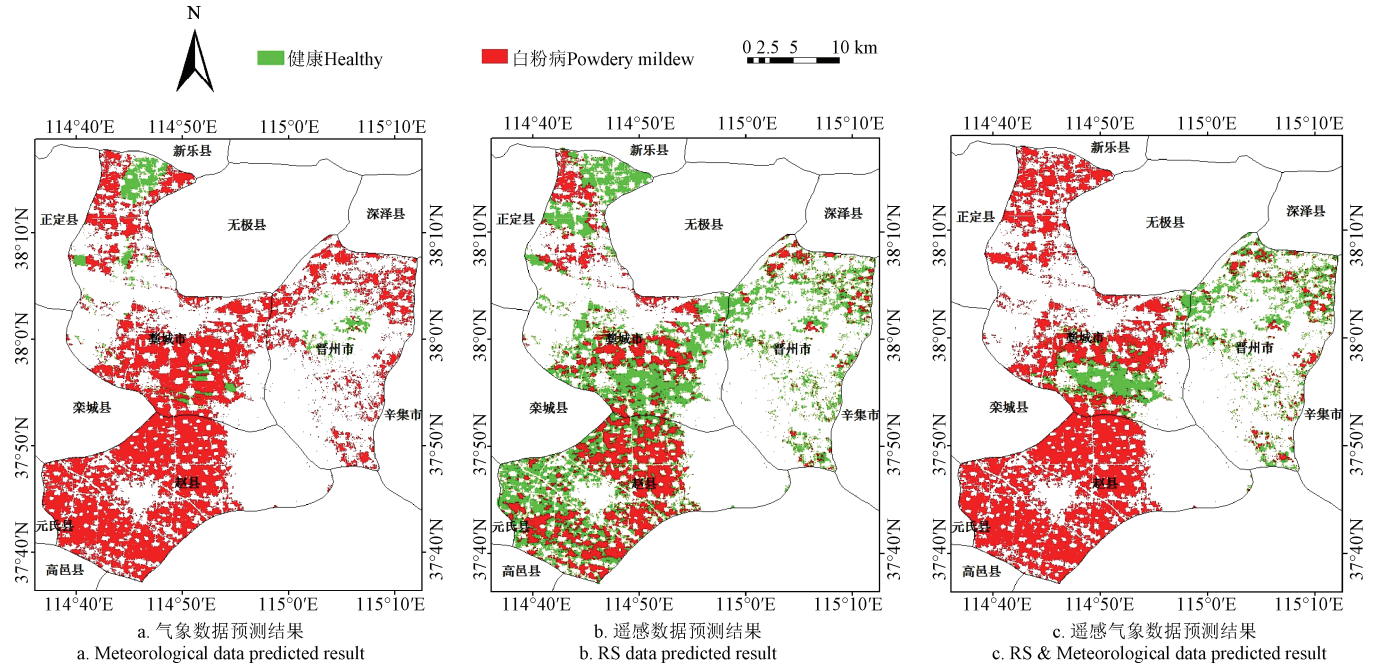 N
健康Healthy
白粉病Powdery mildew
0 2.5 5 10 km
114°40′E 114°50′E 115°0′E 115°10′E
新乐县
正定县
无极县
深泽县
藁城市
晋州市
栾城县
辛集市
赵县
元氏县
高邑县
38°10′N
38°0′N
37°50′N
37°40′N
114°40′E 114°50′E 115°0′E 115°10′E
a. 气象数据预测结果
a. Meteorological data predicted result
114°40′E 114°50′E 115°0′E 115°10′E
新乐县
正定县
无极县
深泽县
藁城市
晋州市
栾城县
辛集市
赵县
元氏县
高邑县
38°10′N
38°0′N
37°50′N
37°40′N
38°10′N
38°0′N
37°50′N
37°40′N
114°40′E 114°50′E 115°0′E 115°10′E
b. 遥感数据预测结果
b. RS data predicted result
114°40′E 114°50′E 115°0′E 115°10′E
新乐县
正定县
无极县
深泽县
藁城市
晋州市
栾城县
辛集市
赵县
元氏县
高邑县
38°10′N
38°0′N
37°50′N
37°40′N
38°10′N
38°0′N
37°50′N
37°40′N
38°10′N
38°0′N
37°50′N
37°40′N
114°40′E 114°50′E 115°0′E 115°10′E
c. 遥感气象数据预测结果
c. RS & Meteorological data predicted result